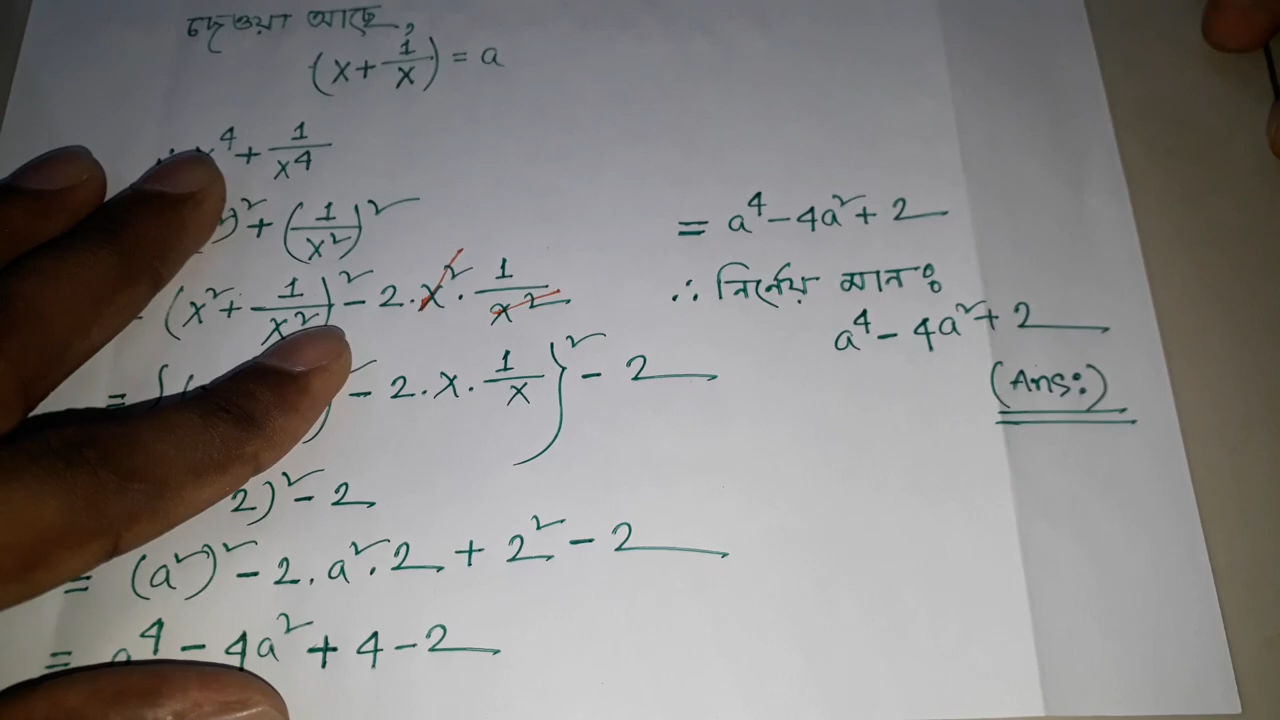 দেওয়া আছে,
(x + 1/x) = a
x⁴ + 1/x⁴
)² + (1/x²)²
(x² + 1/x²)² - 2.x².1/x²
= {( - 2.x.1/x}² - 2
2)² - 2
= (a²)² - 2.a².2 + 2² - 2
= a⁴ - 4a² + 4 - 2
= a⁴ - 4a² + 2
∴ নির্ণেয় মানঃ
a⁴ - 4a² + 2
(Ans:)